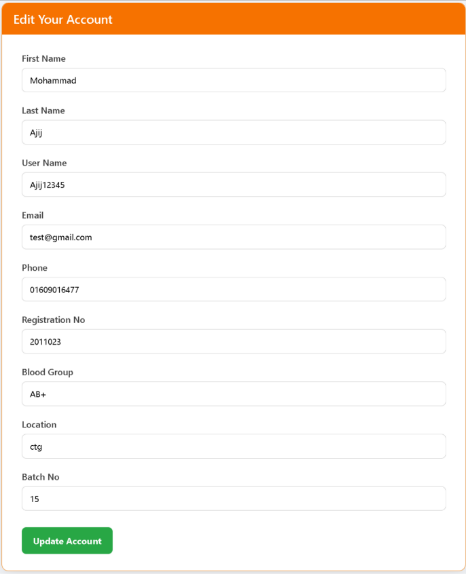 Edit Your Account
First Name
Mohammad
Last Name
Ajij
User Name
Ajij12345
Email
test@gmail.com
Phone
01609016477
Registration No
2011023
Blood Group
AB+
Location
ctg
Batch No
15
Update Account